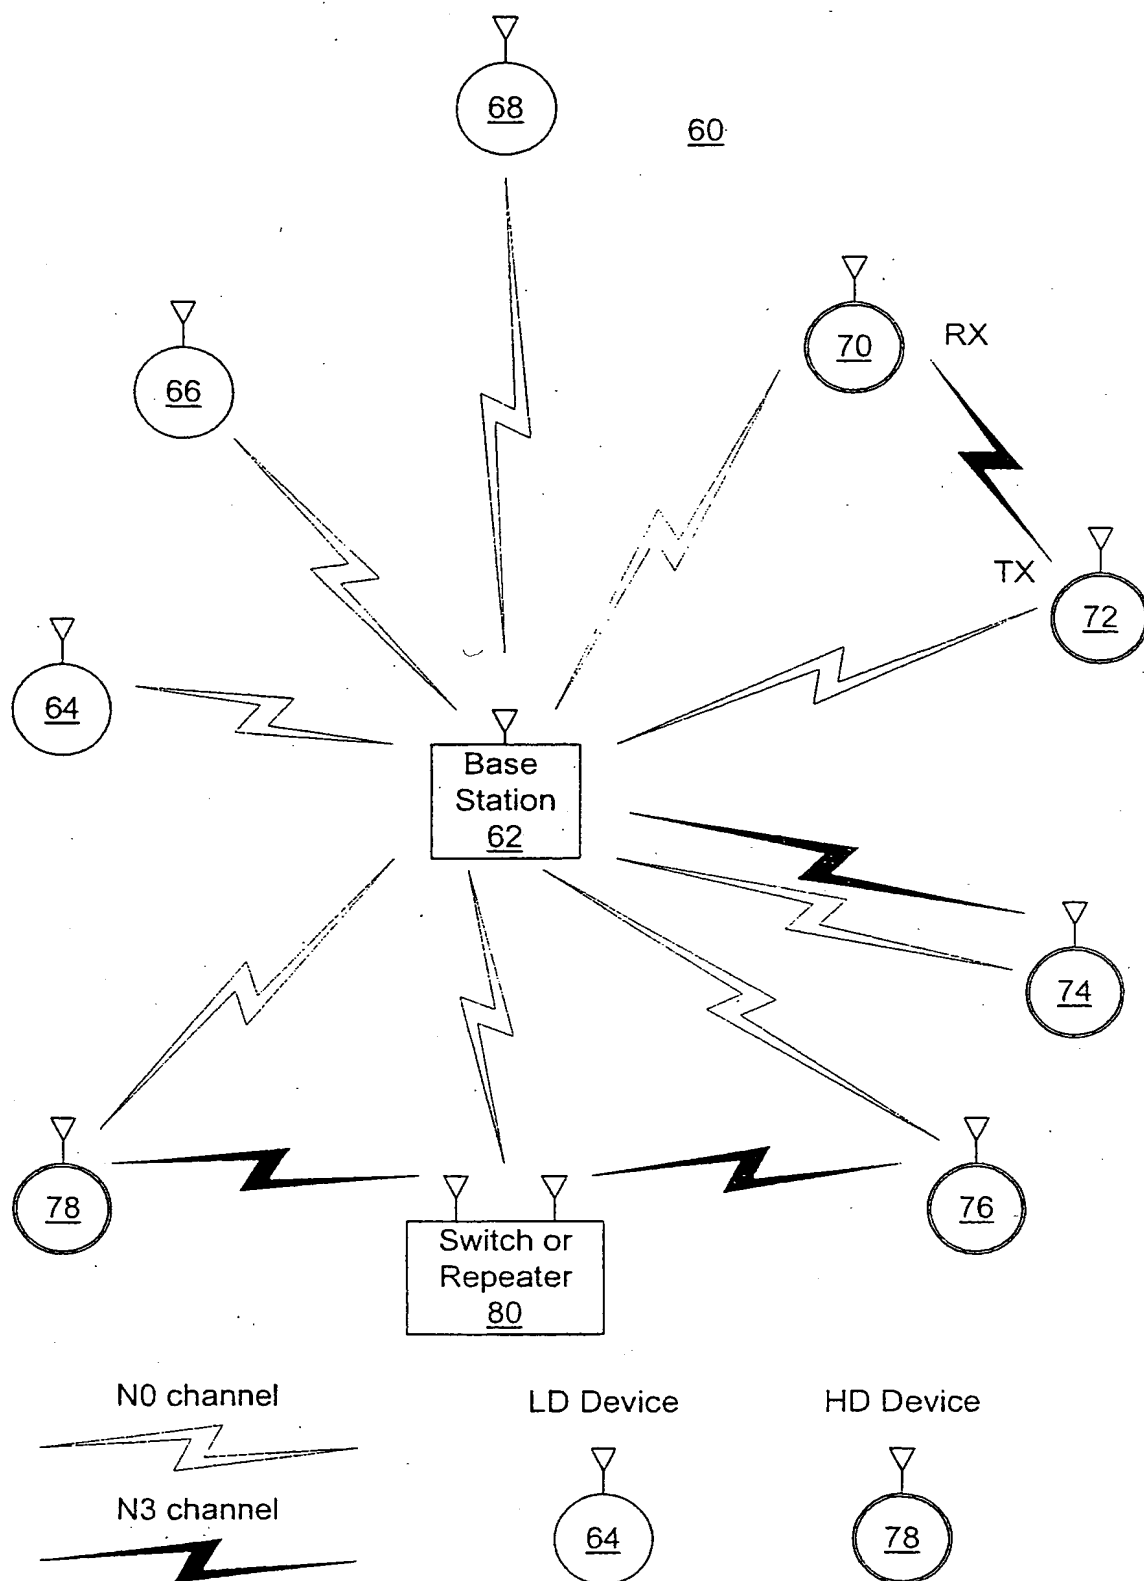 68
60
70
RX
66
TX
72
64
Base
Station
62
74
78
76
Switch or
Repeater
80
N0 channel
LD Device
HD Device
N3 channel
64
78